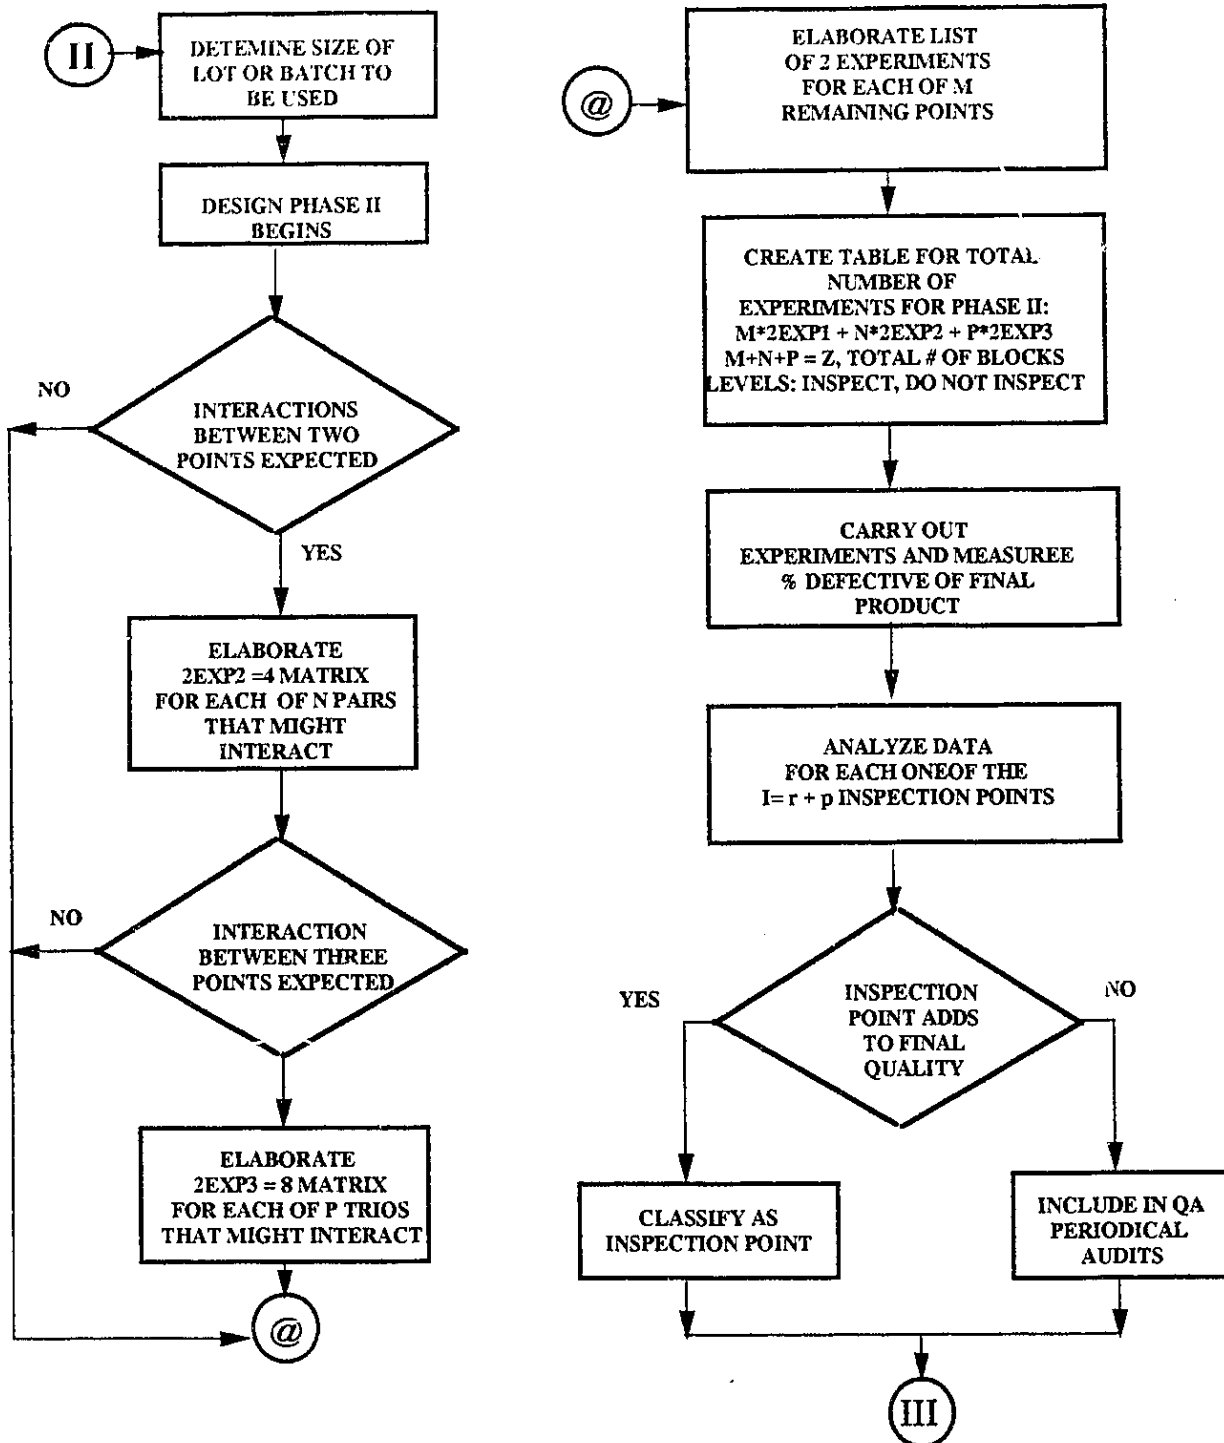 II
DETEMINE SIZE OF
LOT OR BATCH TO
BE USED
DESIGN PHASE II
BEGINS
NO
INTERACTIONS
BETWEEN TWO
POINTS EXPECTED
YES
ELABORATE
2EXP2 =4 MATRIX
FOR EACH OF N PAIRS
THAT MIGHT
INTERACT
NO
INTERACTION
BETWEEN THREE
POINTS EXPECTED
ELABORATE
2EXP3 = 8 MATRIX
FOR EACH OF P TRIOS
THAT MIGHT INTERACT
@
@
ELABORATE LIST
OF 2 EXPERIMENTS
FOR EACH OF M
REMAINING POINTS
CREATE TABLE FOR TOTAL
NUMBER OF
EXPERIMENTS FOR PHASE II:
M*2EXP1 + N*2EXP2 + P*2EXP3
M+N+P = Z, TOTAL # OF BLOCKS
LEVELS: INSPECT, DO NOT INSPECT
CARRY OUT
EXPERIMENTS AND MEASUREE
% DEFECTIVE OF FINAL
PRODUCT
ANALYZE DATA
FOR EACH ONEOF THE
I= r + p INSPECTION POINTS
YES
INSPECTION
POINT ADDS
TO FINAL
QUALITY
NO
CLASSIFY AS
INSPECTION POINT
INCLUDE IN QA
PERIODICAL
AUDITS
III